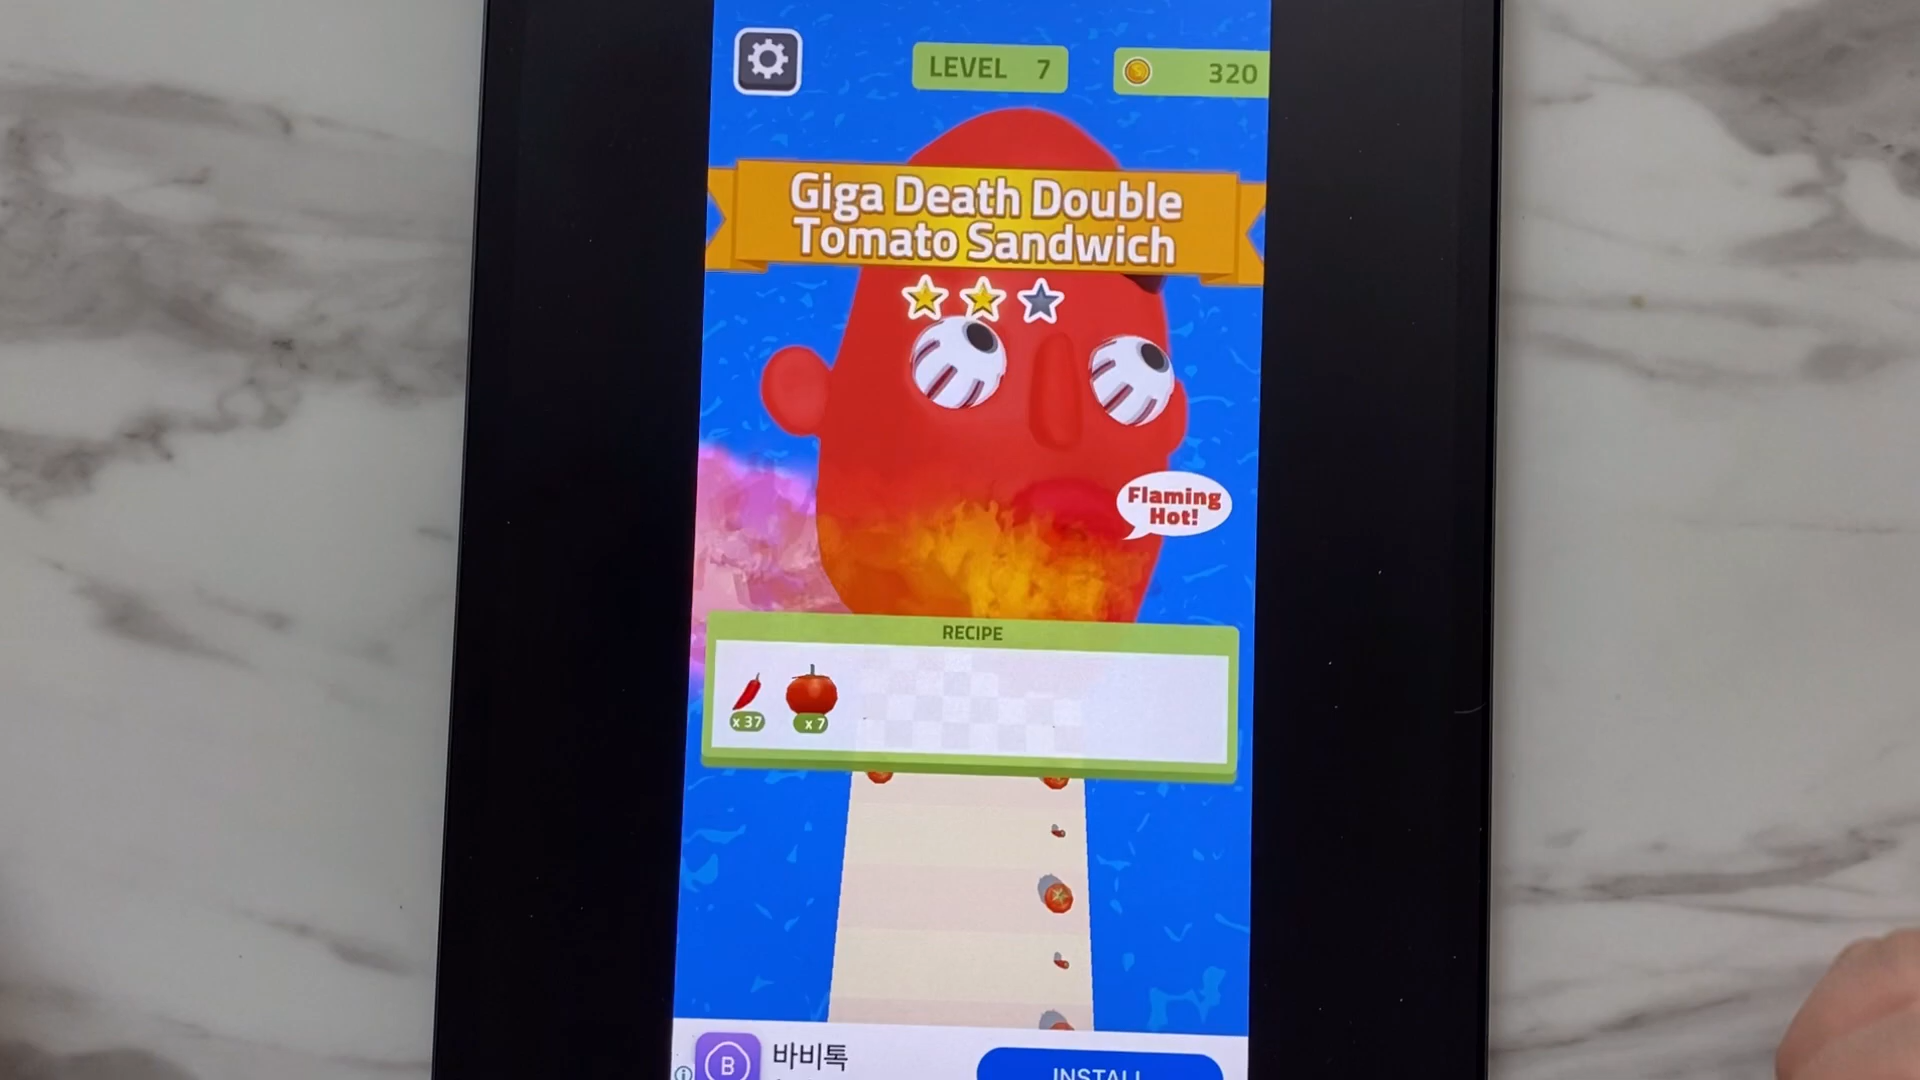 LEVEL 7
320
Giga Death Double
Tomato Sandwich
Flaming
Hot!
RECIPE
x 37
x 7
B
바비톡
INSTALL